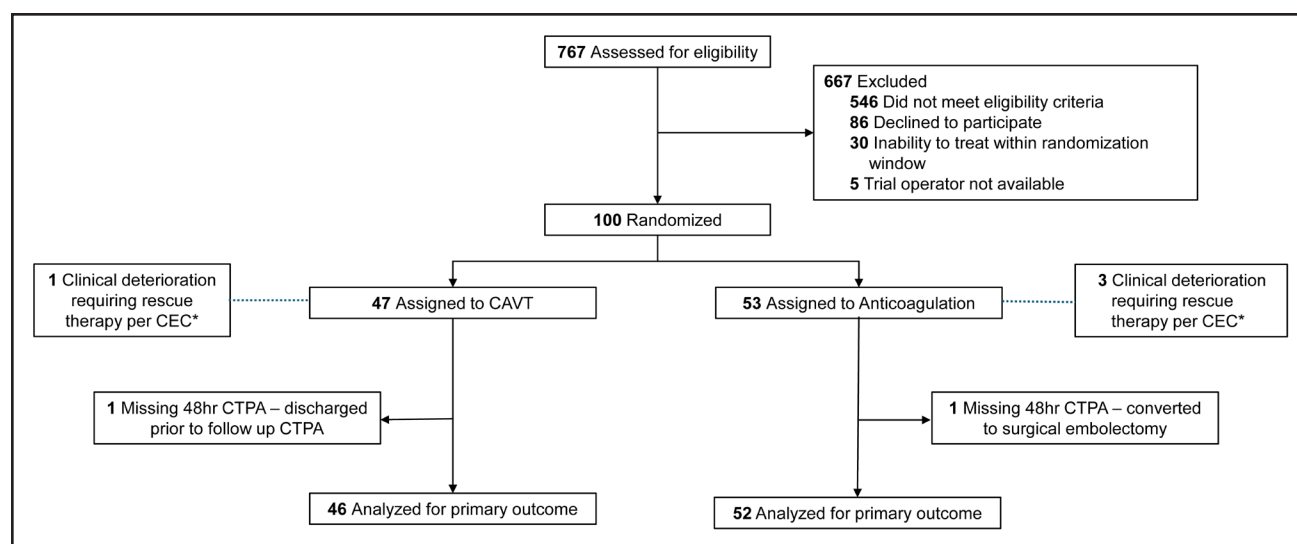 767 Assessed for eligibility
667 Excluded
546 Did not meet eligibility criteria
86 Declined to participate
30 Inability to treat within randomization
window
5 Trial operator not available
100 Randomized
1 Clinical deterioration
requiring rescue
therapy per CEC*
47 Assigned to CAVT
53 Assigned to Anticoagulation
3 Clinical deterioration
requiring rescue
therapy per CEC*
1 Missing 48hr CTPA – discharged
prior to follow up CTPA
1 Missing 48hr CTPA – converted
to surgical embolectomy
46 Analyzed for primary outcome
52 Analyzed for primary outcome